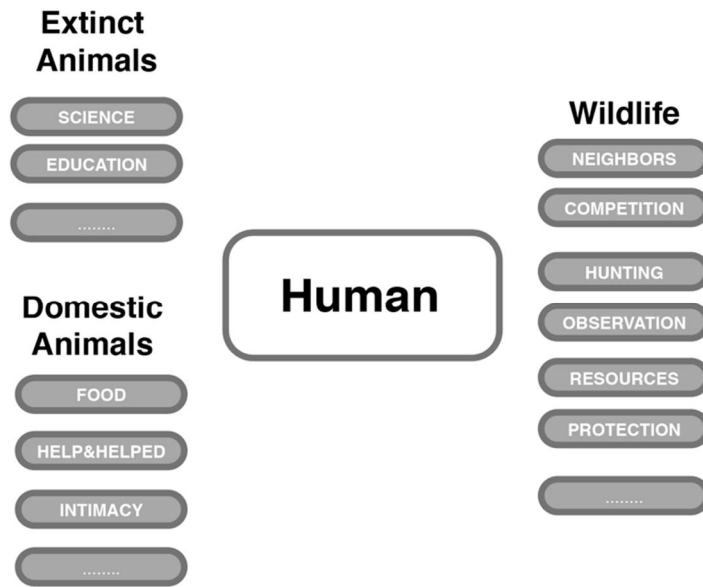 Extinct
Animals
SCIENCE
EDUCATION
........
Domestic
Animals
FOOD
HELP&HELPED
INTIMACY
........
Human
Wildlife
NEIGHBORS
COMPETITION
HUNTING
OBSERVATION
RESOURCES
PROTECTION
........